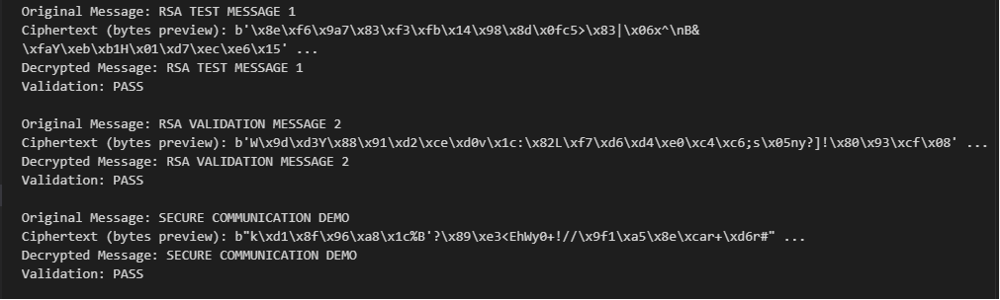 Original Message: RSA TEST MESSAGE 1
Ciphertext (bytes preview): b'\x8e\xf6\x9a7\x83\xf3\xfb\x14\x98\x8d\x0fc5>\x83|\x06x^\nB&
\xfaY\xeb\xb1H\x01\xd7\xec\xe6\x15' ...
Decrypted Message: RSA TEST MESSAGE 1
Validation: PASS

Original Message: RSA VALIDATION MESSAGE 2
Ciphertext (bytes preview): b'W\x9d\xd3Y\x88\x91\xd2\xce\xd0v\x1c:\x82L\xf7\xd6\xd4\xe0\xc4\xc6;s\x05ny?]!\x80\x93\xcf\x08' ...
Decrypted Message: RSA VALIDATION MESSAGE 2
Validation: PASS

Original Message: SECURE COMMUNICATION DEMO
Ciphertext (bytes preview): b"k\xd1\x8f\x96\xa8\x1c%B'?\x89\xe3<EhWy0+!//\x9f1\xa5\x8e\xcar+\xd6r#" ...
Decrypted Message: SECURE COMMUNICATION DEMO
Validation: PASS